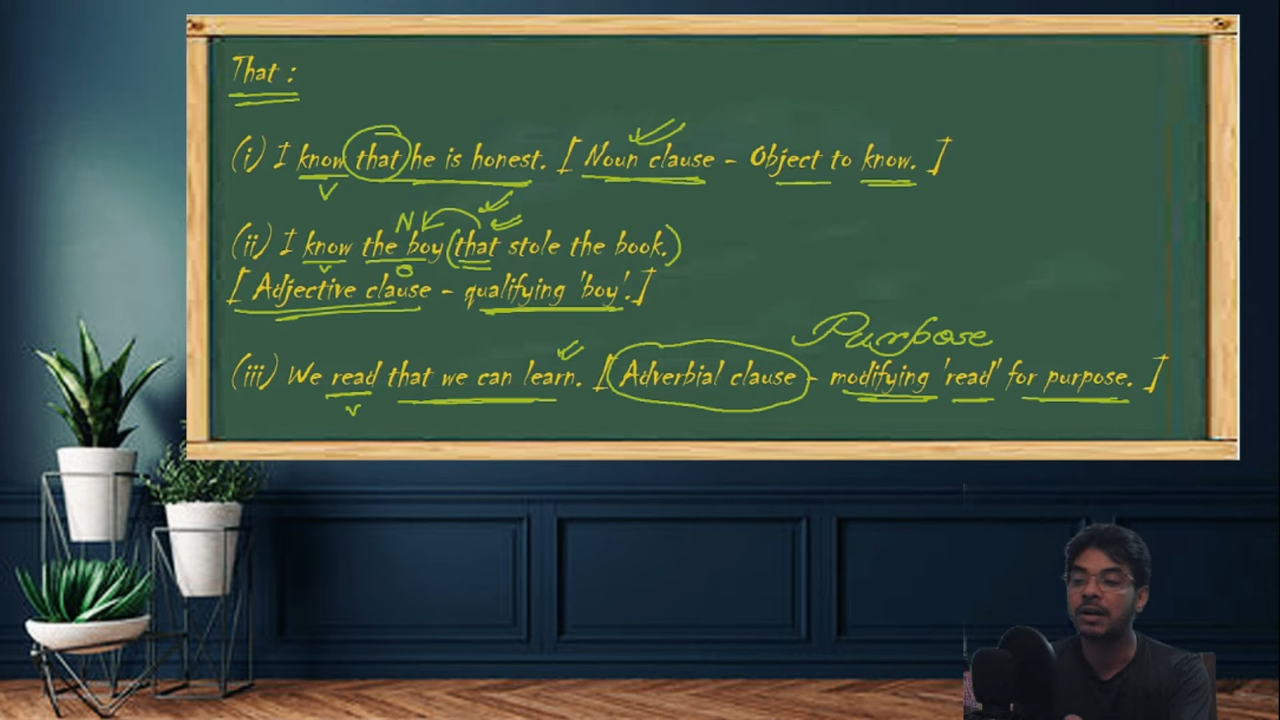 That :
(i) I know that he is honest. [ Noun clause - Object to know. ]
V
N
(ii) I know the boy (that stole the book.)
V O
[ Adjective clause - qualifying 'boy'. ]
Purpose
(iii) We read that we can learn. [ Adverbial clause - modifying 'read' for purpose. ]
V